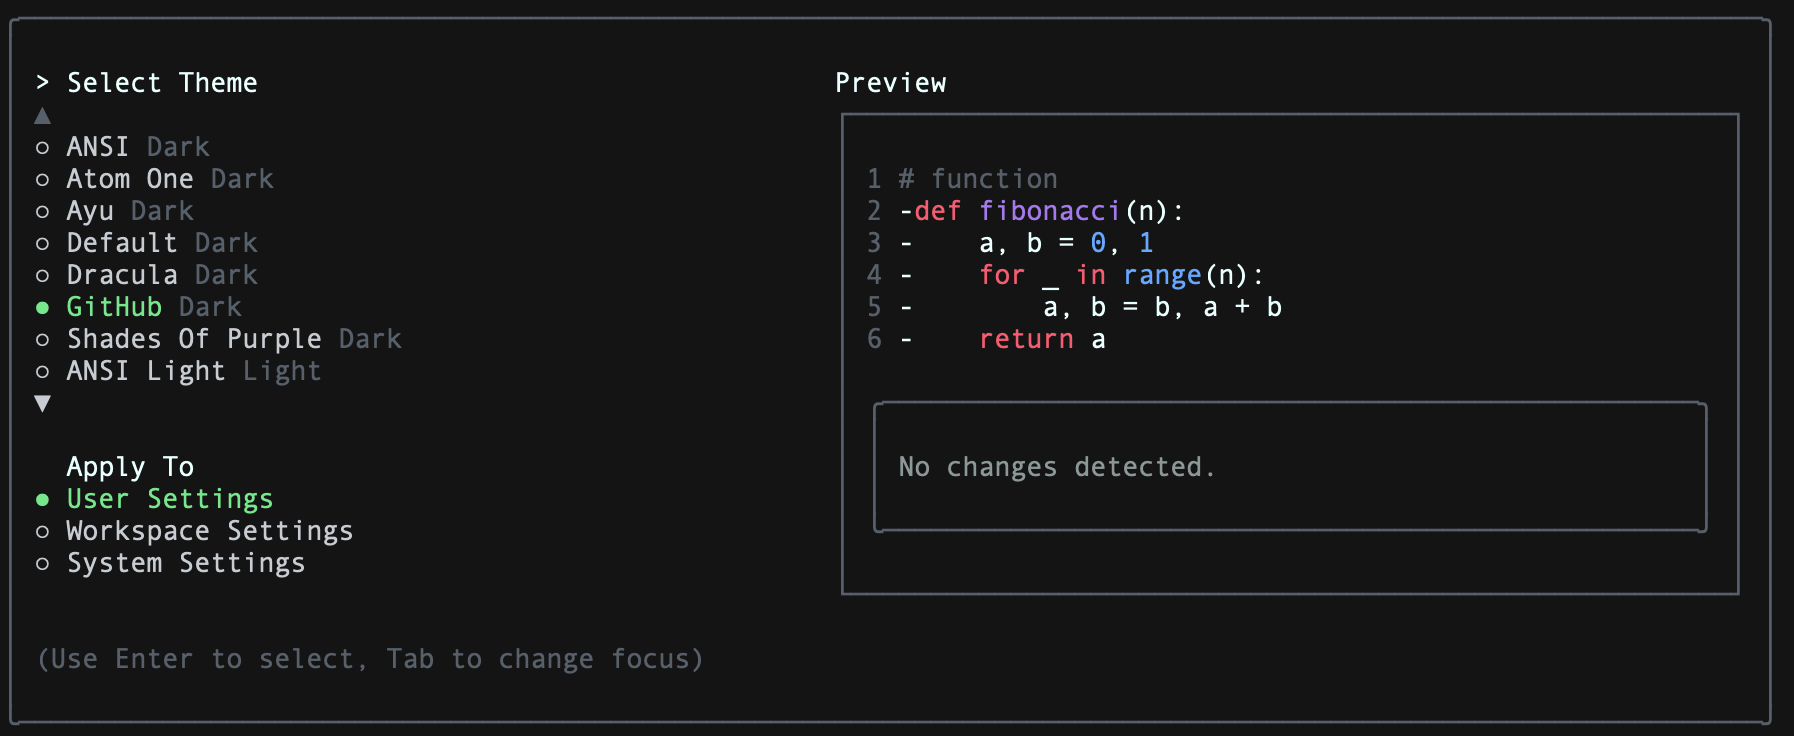 > Select Theme
▲
○ ANSI Dark
○ Atom One Dark
○ Ayu Dark
○ Default Dark
○ Dracula Dark
● GitHub Dark
○ Shades Of Purple Dark
○ ANSI Light Light
▼
Apply To
● User Settings
○ Workspace Settings
○ System Settings
(Use Enter to select, Tab to change focus)
Preview
1 # function
2 -def fibonacci(n):
3 -    a, b = 0, 1
4 -    for _ in range(n):
5 -        a, b = b, a + b
6 -    return a
No changes detected.